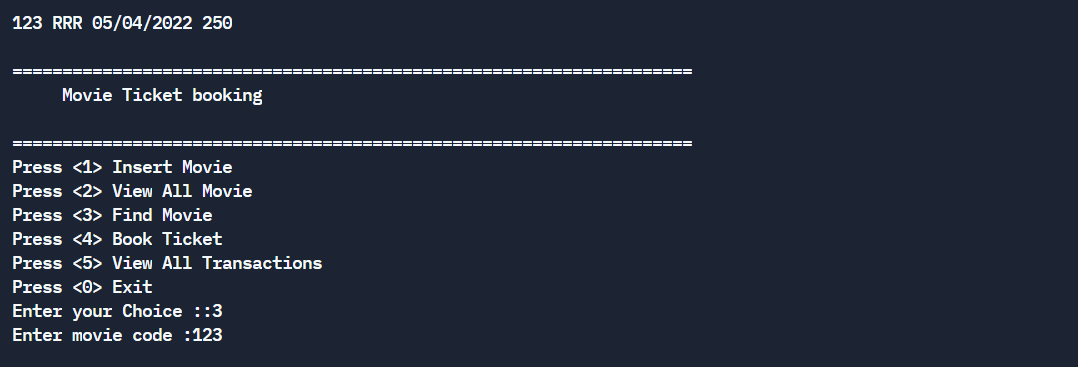 123 RRR 05/04/2022 250
====================================================================
Movie Ticket booking
====================================================================
Press <1> Insert Movie
Press <2> View All Movie
Press <3> Find Movie
Press <4> Book Ticket
Press <5> View All Transactions
Press <0> Exit
Enter your Choice ::3
Enter movie code :123